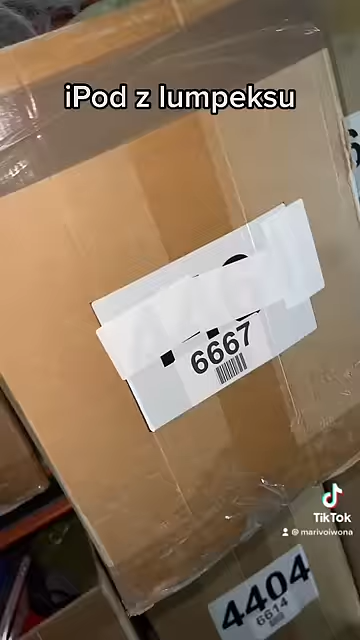 iPod z lumpeksu
6667
TikTok
@ marivoiwona
4404
6614